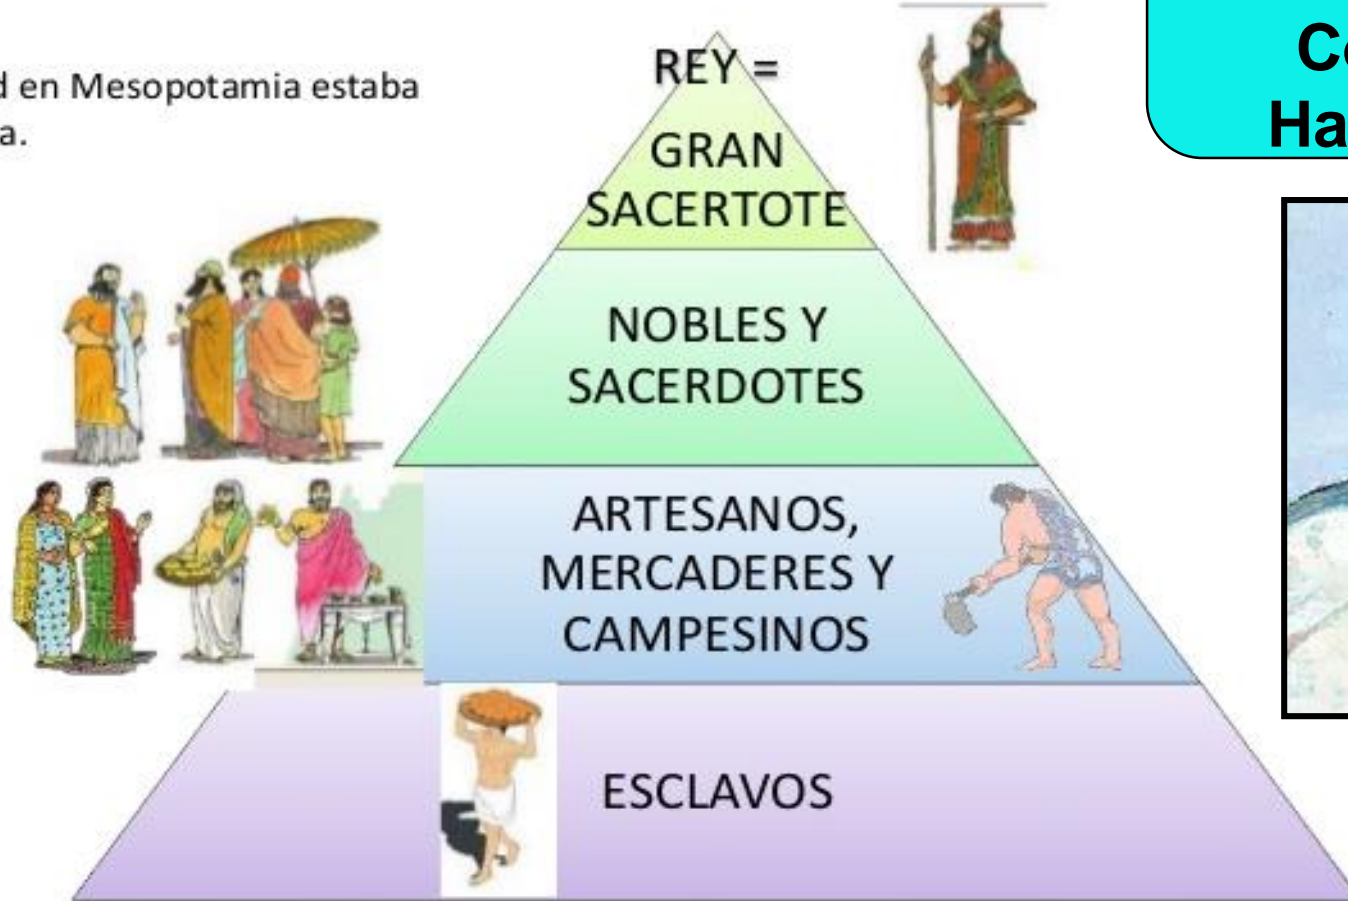 en Mesopotamia estaba
REY =
GRAN
SACERTOTE
NOBLES Y
SACERDOTES
ARTESANOS,
MERCADERES Y
CAMPESINOS
ESCLAVOS